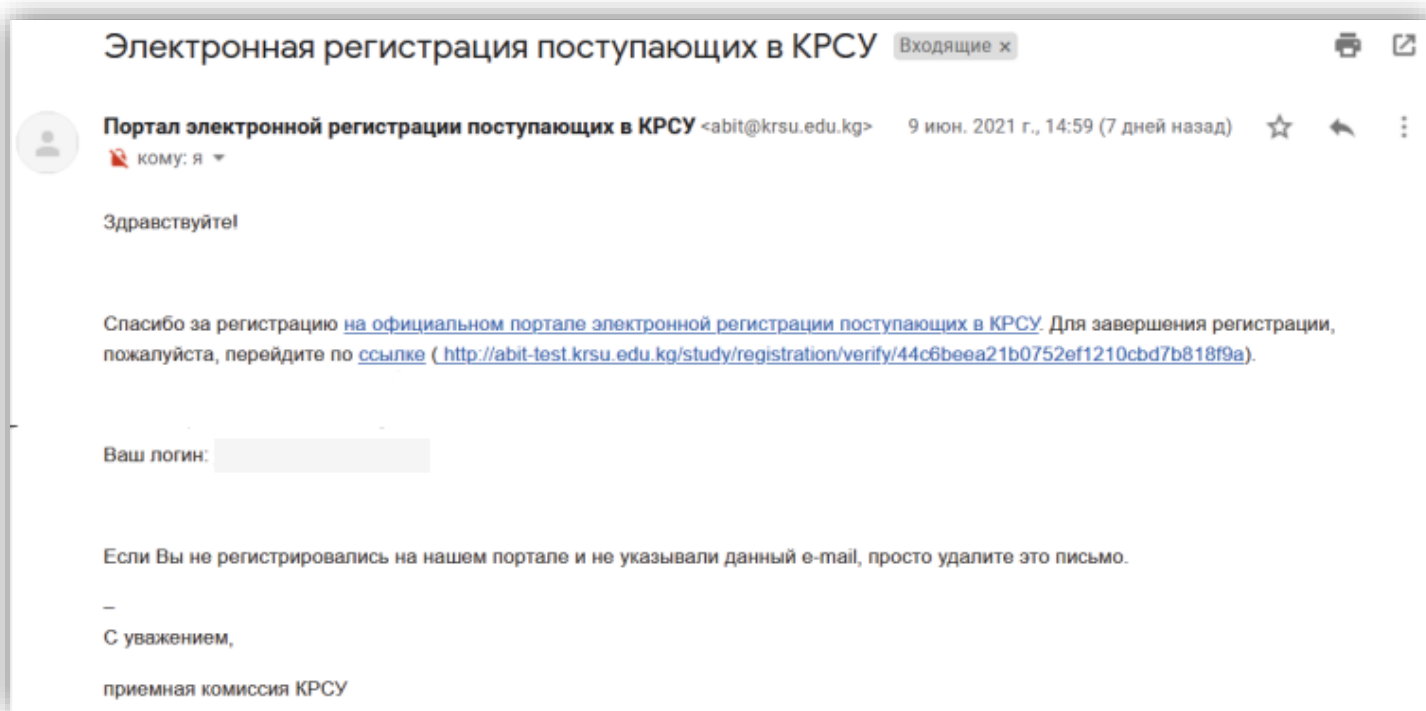 Электронная регистрация поступающих в КРСУ Входящие ×
Портал электронной регистрации поступающих в КРСУ <abit@krsu.edu.kg> 9 июн. 2021 г., 14:59 (7 дней назад)
кому: я
Здравствуйте!
Спасибо за регистрацию на официальном портале электронной регистрации поступающих в КРСУ. Для завершения регистрации,
пожалуйста, перейдите по ссылке ( http://abit-test.krsu.edu.kg/study/registration/verify/44c6beea21b0752ef1210cbd7b818f9a).
Ваш логин:
Если Вы не регистрировались на нашем портале и не указывали данный e-mail, просто удалите это письмо.
–
С уважением,
приемная комиссия КРСУ